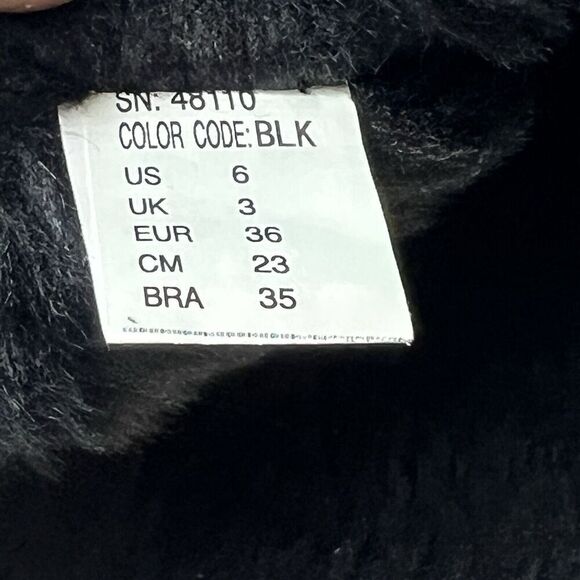 SN: 48110
COLOR CODE: BLK
US 6
UK 3
EUR 36
CM 23
BRA 35